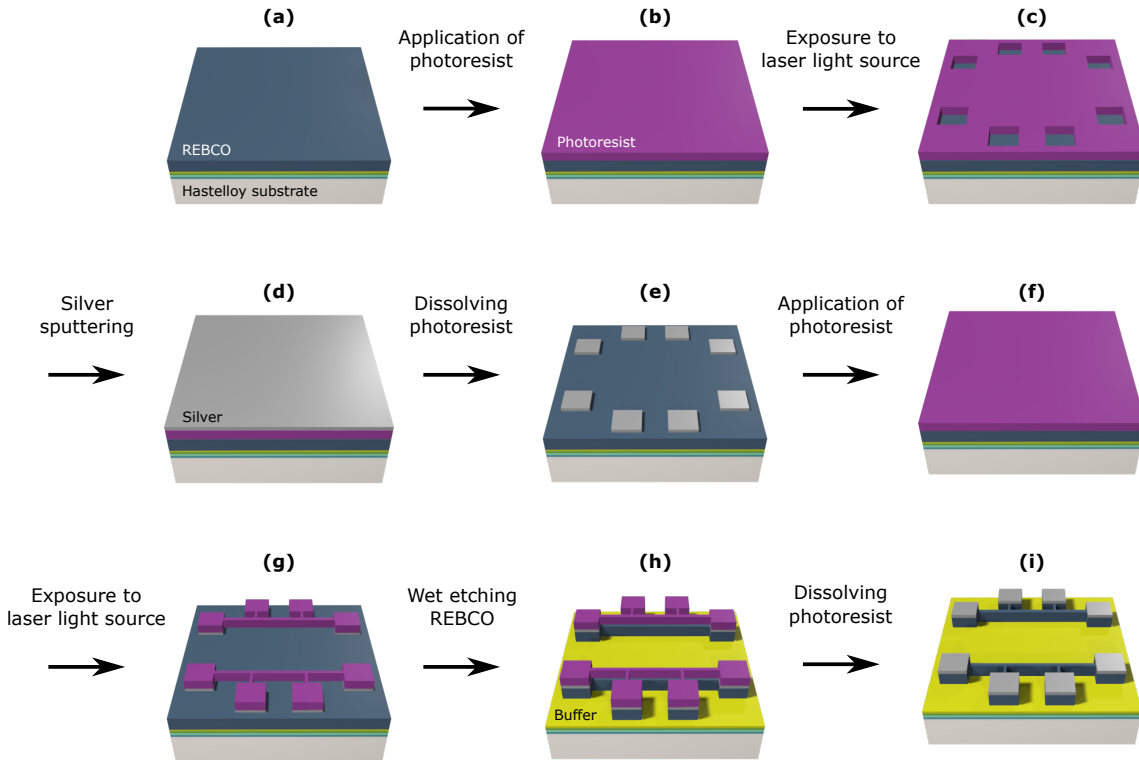 (a)
Application of
photoresist
(b)
Exposure to
laser light source
(c)
REBCO
Hastelloy substrate
Photoresist
Silver
sputtering
(d)
Dissolving
photoresist
(e)
Application of
photoresist
(f)
Silver
Exposure to
laser light source
(g)
Wet etching
REBCO
(h)
Dissolving
photoresist
(i)
Buffer